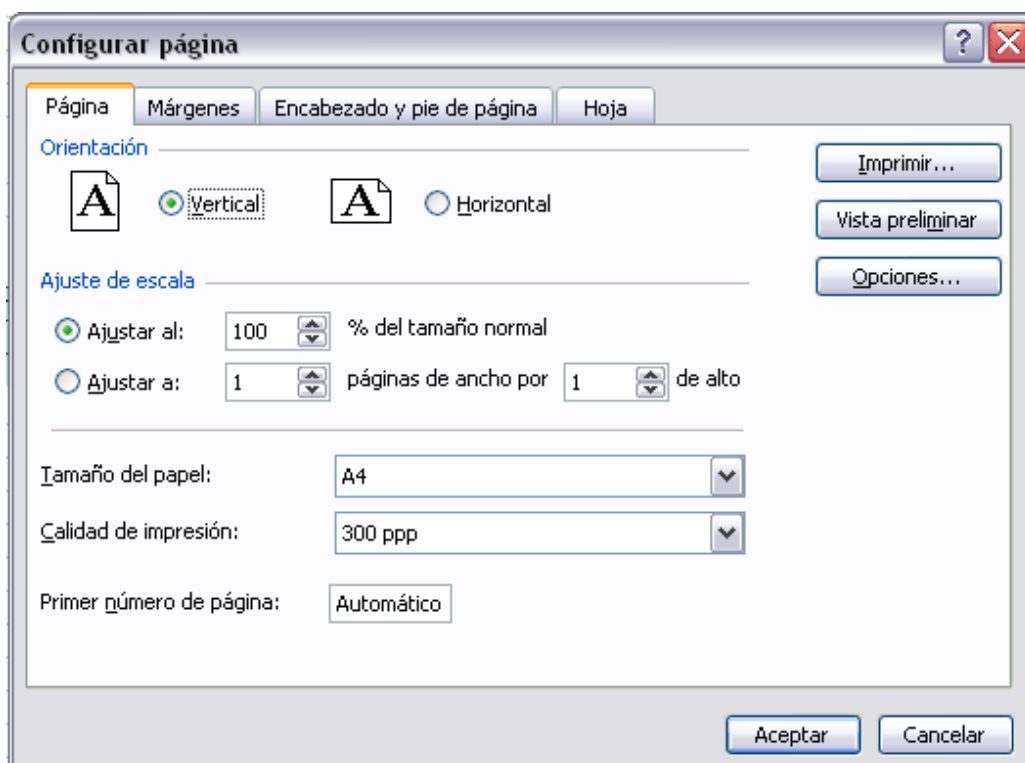 Configurar página
Página Márgenes Encabezado y pie de página Hoja
Orientación
A Vertical A Horizontal
Imprimir...
Vista preliminar
Opciones...
Ajuste de escala
Ajustar al: 100 % del tamaño normal
Ajustar a: 1 páginas de ancho por 1 de alto
Tamaño del papel: A4
Calidad de impresión: 300 ppp
Primer número de página: Automático
Aceptar Cancelar